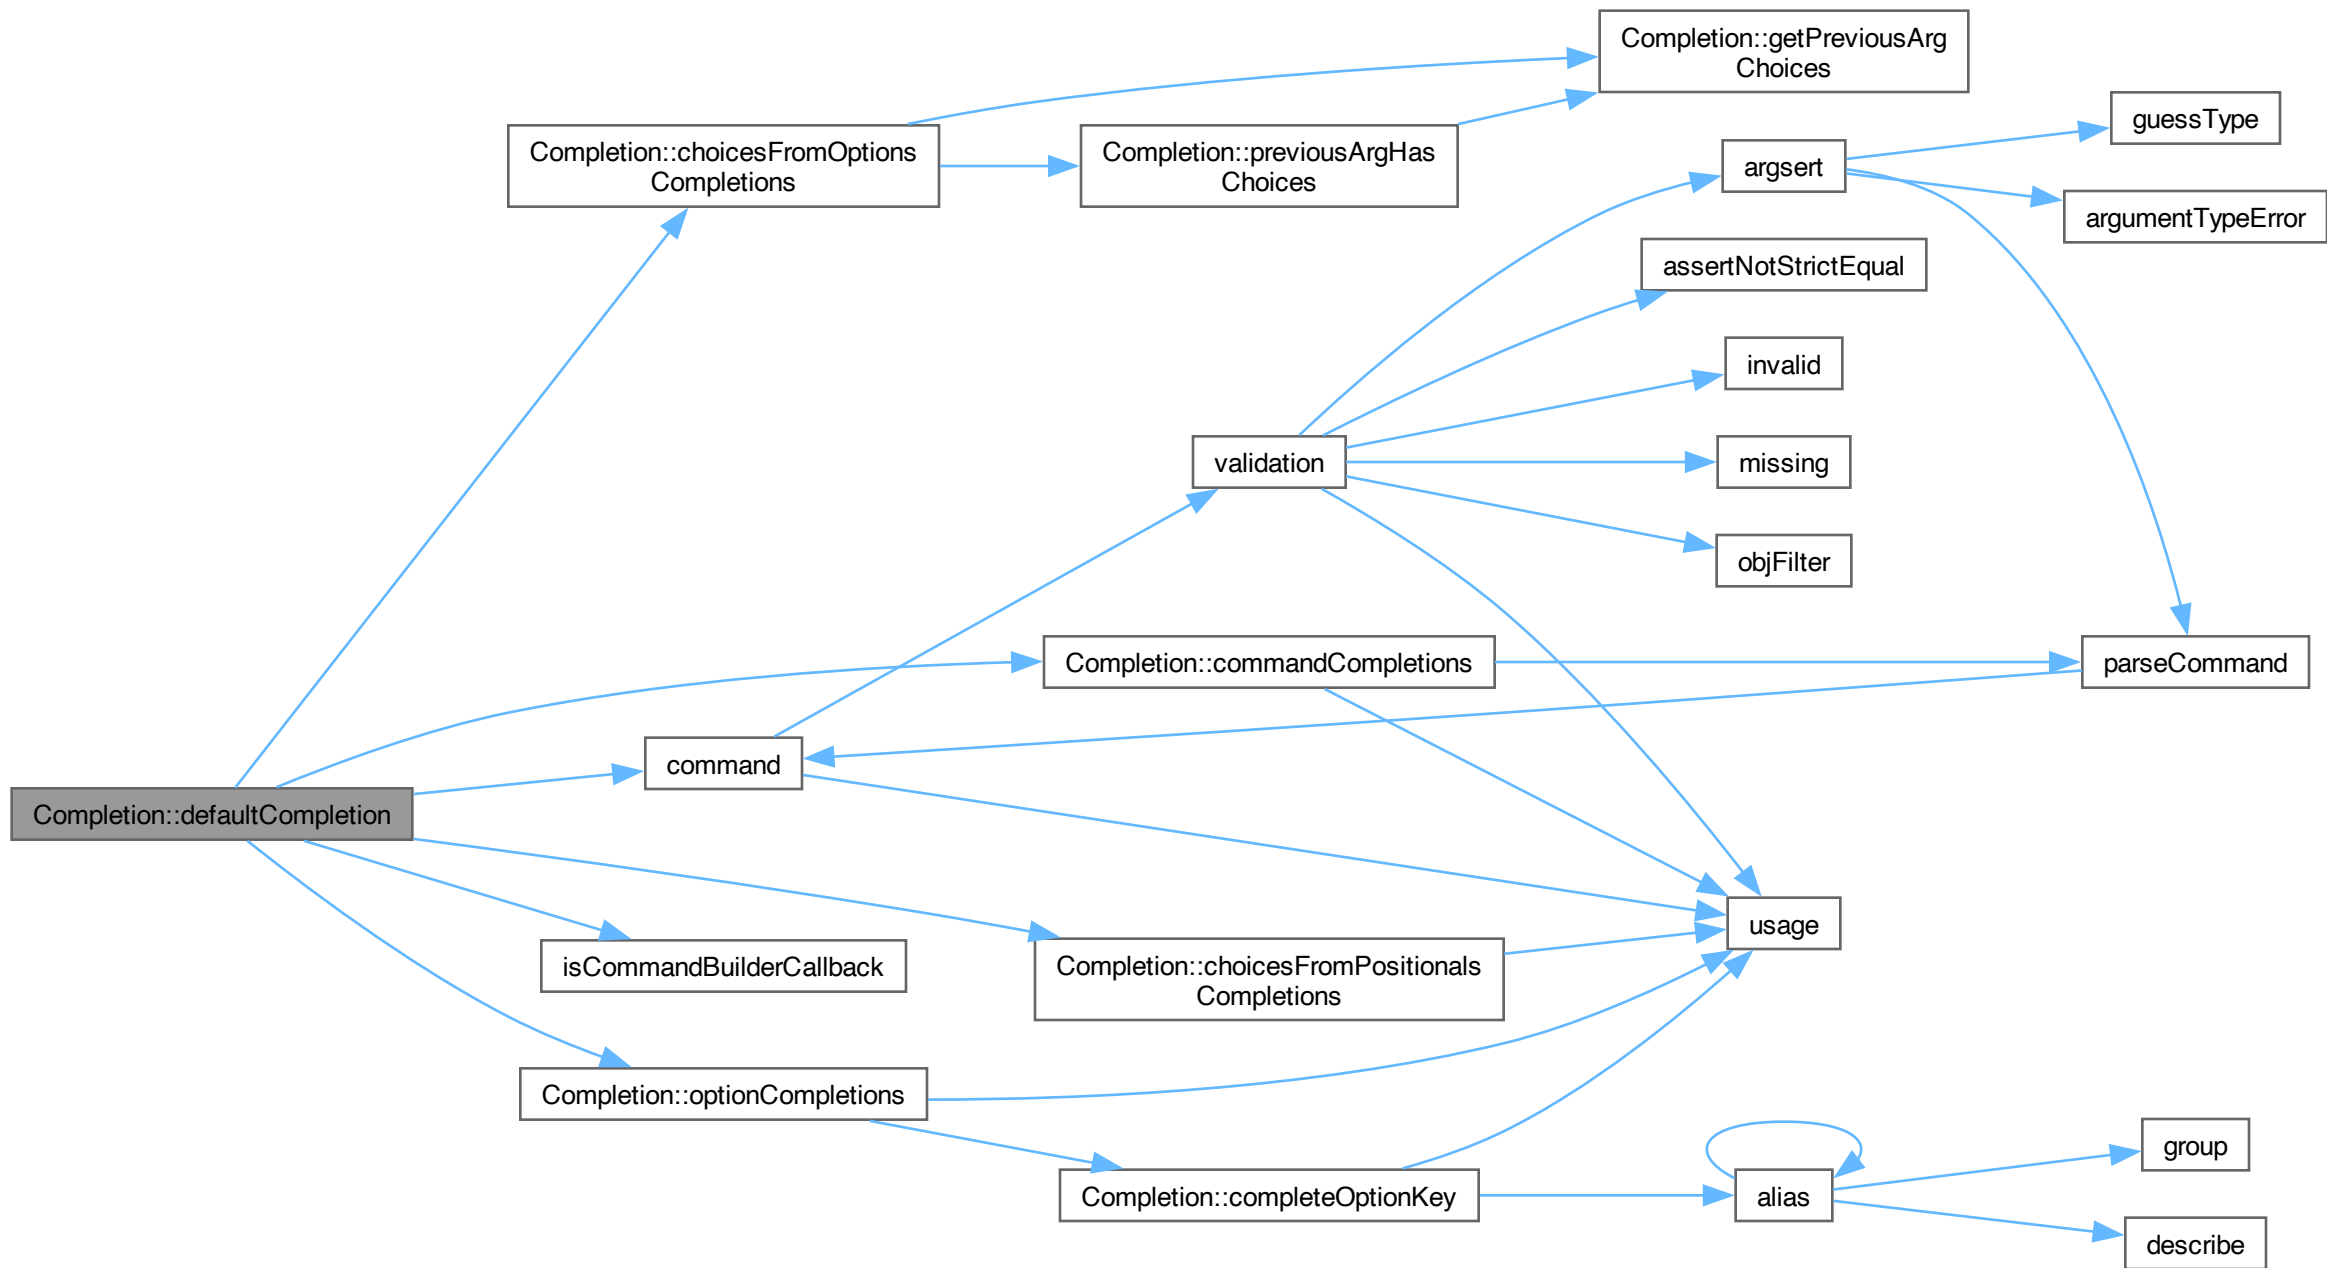 Completion::getPreviousArg
Choices
guessType
Completion::choicesFromOptions
Completions
Completion::previousArgHas
Choices
argsert
argumentTypeError
assertNotStrictEqual
invalid
validation
missing
objFilter
Completion::commandCompletions
parseCommand
command
Completion::defaultCompletion
usage
isCommandBuilderCallback
Completion::choicesFromPositionals
Completions
Completion::optionCompletions
group
Completion::completeOptionKey
alias
describe